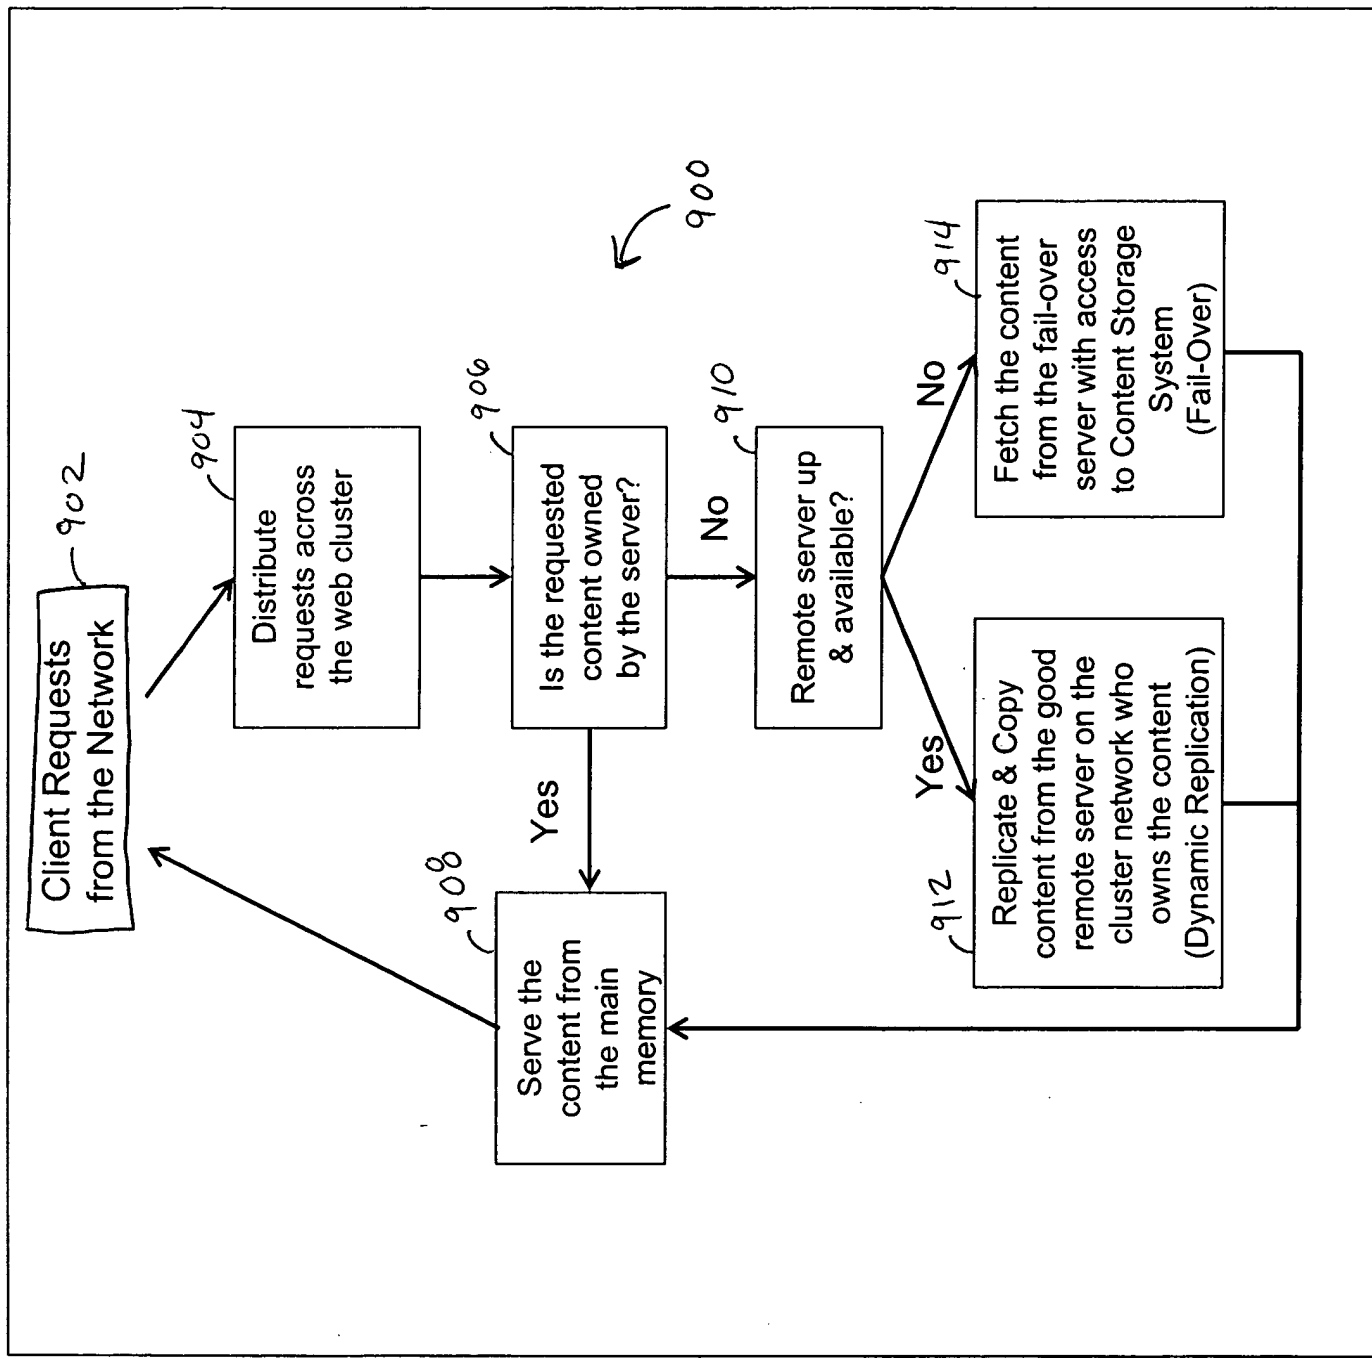 Client Requests
from the Network
902
904
Distribute
requests across
the web cluster
906
Is the requested
content owned
by the server?
900
Yes
No
908
Serve the
content from
the main
memory
910
Remote server up
& available?
Yes
No
912
Replicate & Copy
content from the good
remote server on the
cluster network who
owns the content
(Dynamic Replication)
914
Fetch the content
from the fail-over
server with access
to Content Storage
System
(Fail-Over)